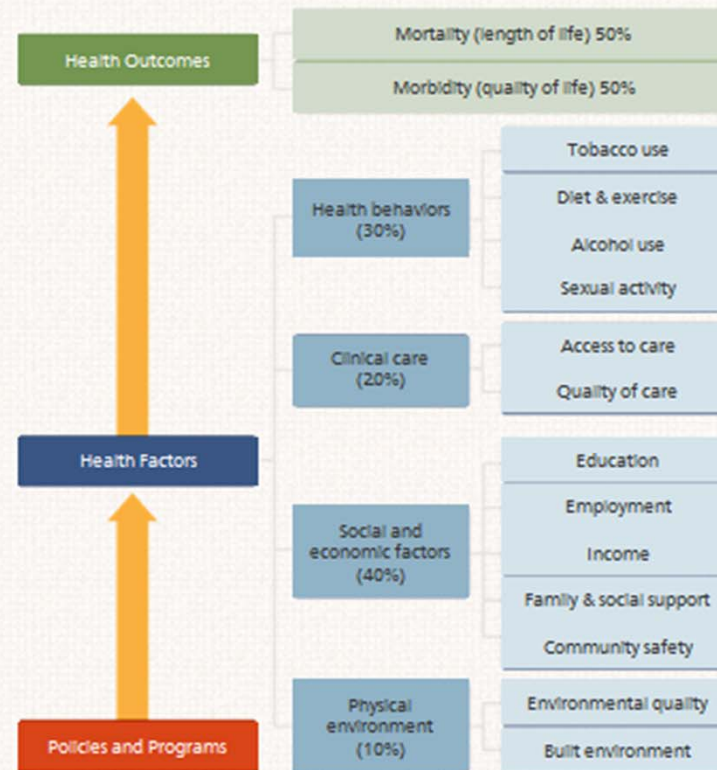 Health Outcomes
Mortality (length of life) 50%
Morbidity (quality of life) 50%
Health behaviors
(30%)
Tobacco use
Diet & exercise
Alcohol use
Sexual activity
Clinical care
(20%)
Access to care
Quality of care
Health Factors
Social and
economic factors
(40%)
Education
Employment
Income
Family & social support
Community safety
Physical
environment
(10%)
Environmental quality
Built environment
Policies and Programs